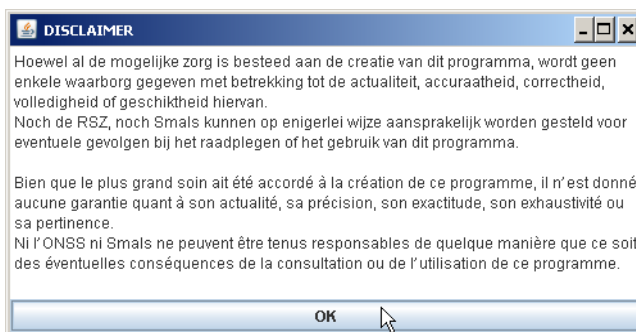 DISCLAIMER
Hoewel al de mogelijke zorg is besteed aan de creatie van dit programma, wordt geen
enkele waarborg gegeven met betrekking tot de actualiteit, accuraatheid, correctheid,
volledigheid of geschiktheid hiervan.
Noch de RSZ, noch Smals kunnen op enigerlei wijze aansprakelijk worden gesteld voor
eventuele gevolgen bij het raadplegen of het gebruik van dit programma.
Bien que le plus grand soin ait été accordé à la création de ce programme, il n'est donné
aucune garantie quant à son actualité, sa précision, son exactitude, son exhaustivité ou
sa pertinence.
Ni l'ONSS ni Smals ne peuvent être tenus responsables de quelque manière que ce soit
des éventuelles conséquences de la consultation ou de l'utilisation de ce programme.
OK